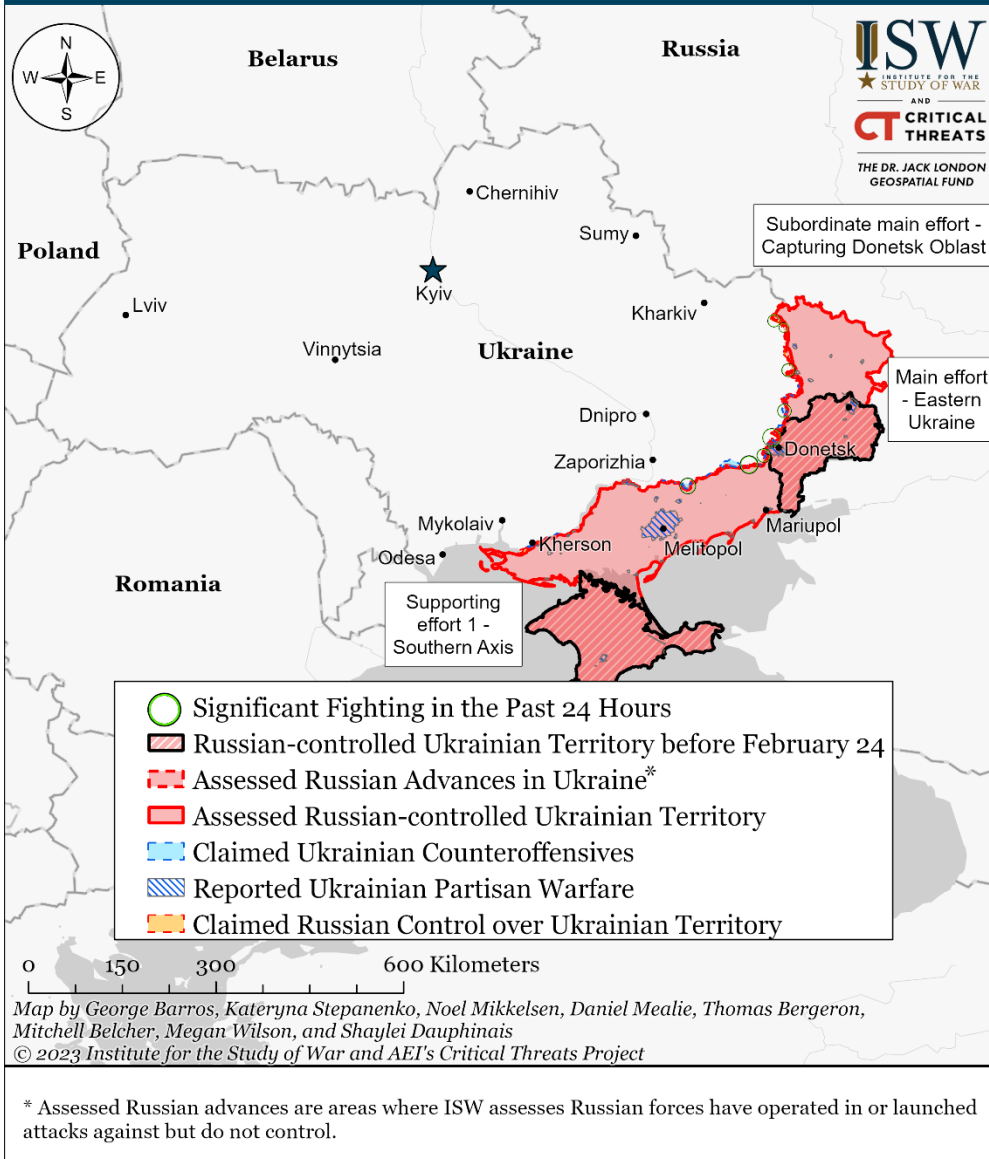 N
W
E
S
Belarus
Russia
ISW
INSTITUTE FOR THE
STUDY OF WAR
AND
CT CRITICAL
THREATS
THE DR. JACK LONDON
GEOSPATIAL FUND
Chernihiv
Sumy
Subordinate main effort -
Capturing Donetsk Oblast
Poland
Kyiv
Lviv
Kharkiv
Vinnytsia
Ukraine
Main effort
- Eastern
Ukraine
Dnipro
Donetsk
Zaporizhia
Mykolaiv
Mariupol
Kherson
Melitopol
Odesa
Romania
Supporting
effort 1 -
Southern Axis
Significant Fighting in the Past 24 Hours
Russian-controlled Ukrainian Territory before February 24
Assessed Russian Advances in Ukraine*
Assessed Russian-controlled Ukrainian Territory
Claimed Ukrainian Counteroffensives
Reported Ukrainian Partisan Warfare
Claimed Russian Control over Ukrainian Territory
0 150 300 600 Kilometers
Map by George Barros, Kateryna Stepanenko, Noel Mikkelsen, Daniel Mealie, Thomas Bergeron,
Mitchell Belcher, Megan Wilson, and Shaylei Dauphinais
© 2023 Institute for the Study of War and AEI's Critical Threats Project
* Assessed Russian advances are areas where ISW assesses Russian forces have operated in or launched
attacks against but do not control.